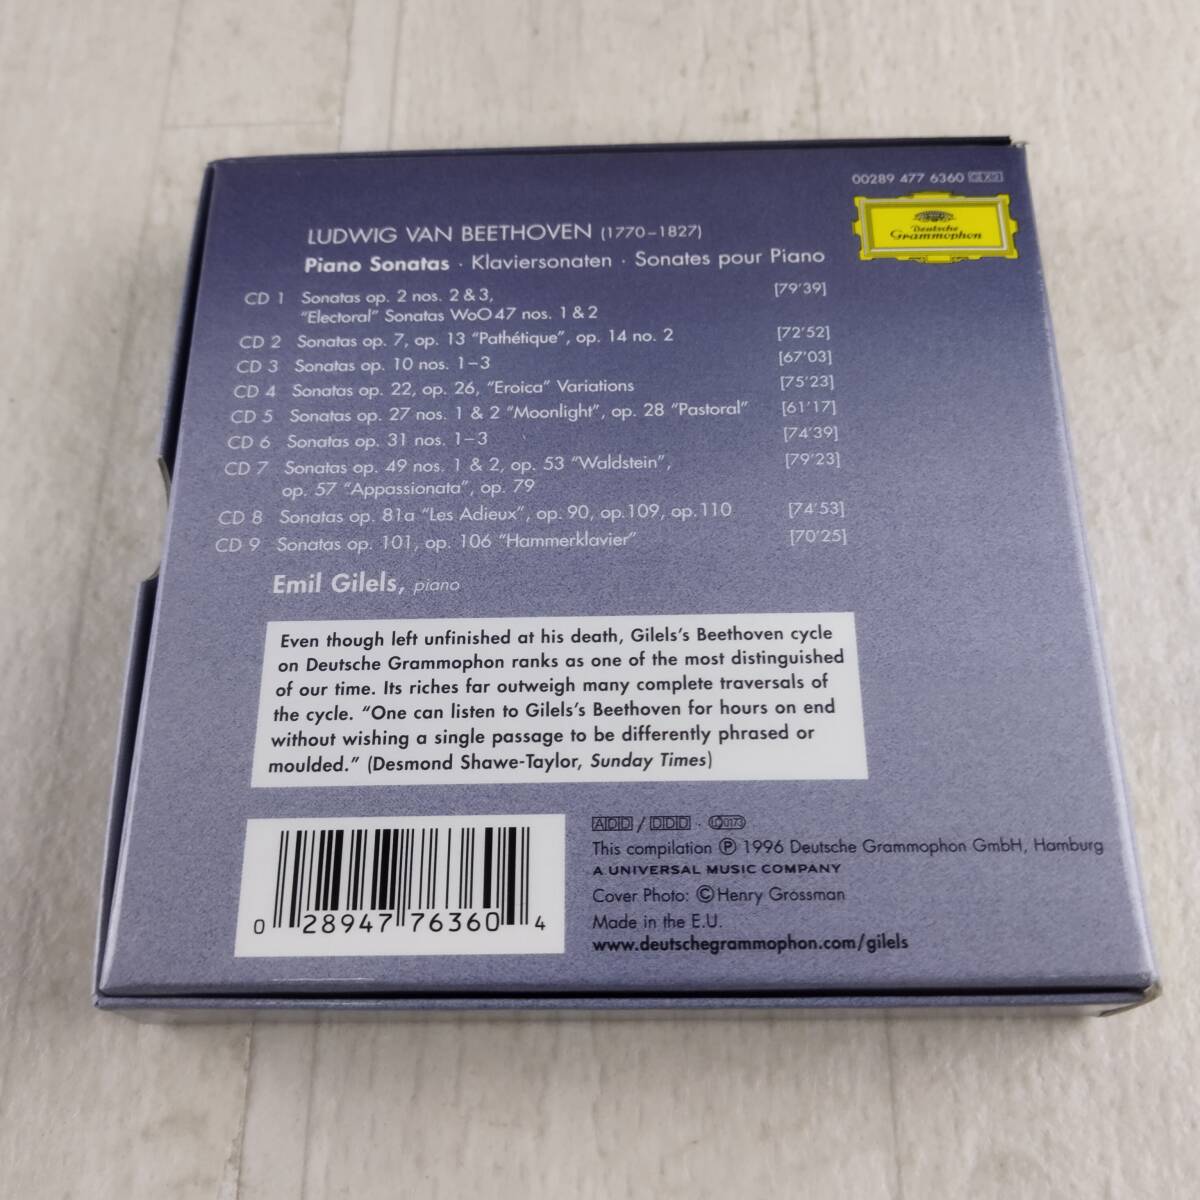 00289 477 6360 GX9
Deutsche
Grammophon
LUDWIG VAN BEETHOVEN (1770–1827)
Piano Sonatas · Klaviersonaten · Sonates pour Piano
CD 1 Sonatas op. 2 nos. 2 & 3, [79'39]
"Electoral" Sonatas WoO 47 nos. 1 & 2
CD 2 Sonatas op. 7, op. 13 "Pathétique", op. 14 no. 2 [72'52]
CD 3 Sonatas op. 10 nos. 1–3 [67'03]
CD 4 Sonatas op. 22, op. 26, "Eroica" Variations [75'23]
CD 5 Sonatas op. 27 nos. 1 & 2 "Moonlight", op. 28 "Pastoral" [61'17]
CD 6 Sonatas op. 31 nos. 1–3 [74'39]
CD 7 Sonatas op. 49 nos. 1 & 2, op. 53 "Waldstein", [79'23]
op. 57 "Appassionata", op. 79
CD 8 Sonatas op. 81a "Les Adieux", op. 90, op.109, op.110 [74'53]
CD 9 Sonatas op. 101, op. 106 "Hammerklavier" [70'25]
Emil Gilels, piano
Even though left unfinished at his death, Gilels's Beethoven cycle
on Deutsche Grammophon ranks as one of the most distinguished
of our time. Its riches far outweigh many complete traversals of
the cycle. "One can listen to Gilels's Beethoven for hours on end
without wishing a single passage to be differently phrased or
moulded." (Desmond Shawe-Taylor, Sunday Times)
0 28947 76360 4
ADD / DDD · LC 0173
This compilation ℗ 1996 Deutsche Grammophon GmbH, Hamburg
A UNIVERSAL MUSIC COMPANY
Cover Photo: © Henry Grossman
Made in the E.U.
www.deutschegrammophon.com/gilels